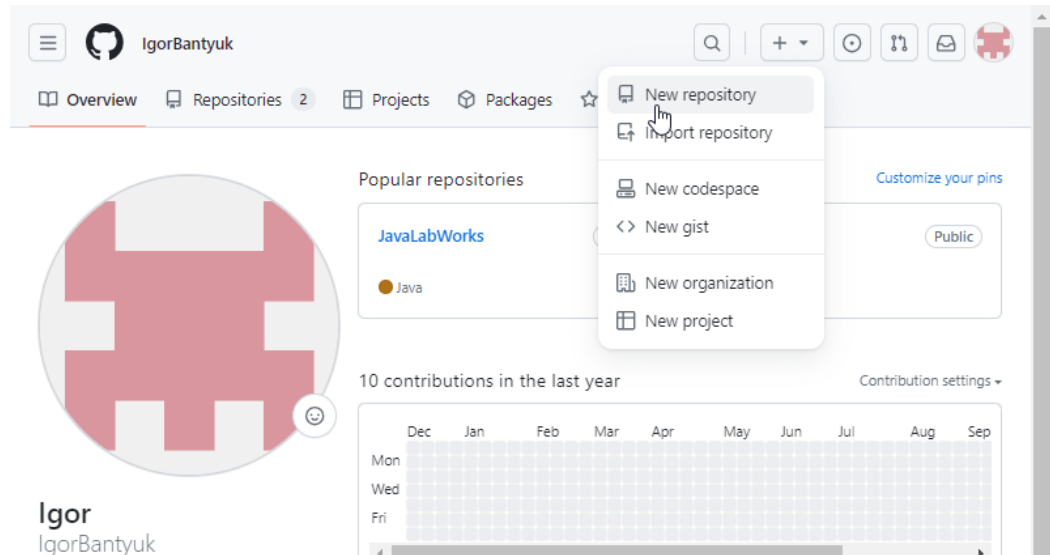 IgorBantyuk
Overview Repositories 2 Projects Packages
New repository
Import repository
New codespace
New gist
New organization
New project
Popular repositories Customize your pins
JavaLabWorks Public
Java
10 contributions in the last year Contribution settings
Dec Jan Feb Mar Apr May Jun Jul Aug Sep
Mon
Wed
Fri
Igor
IgorBantyuk